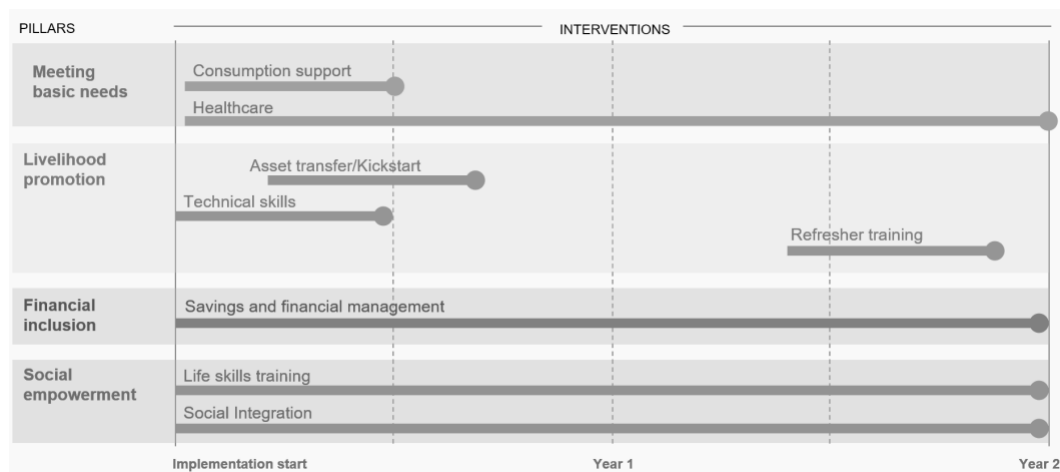 PILLARS
INTERVENTIONS
Meeting
basic needs
Consumption support
Healthcare
Livelihood
promotion
Asset transfer/Kickstart
Technical skills
Refresher training
Financial
inclusion
Savings and financial management
Social
empowerment
Life skills training
Social Integration
Implementation start
Year 1
Year 2